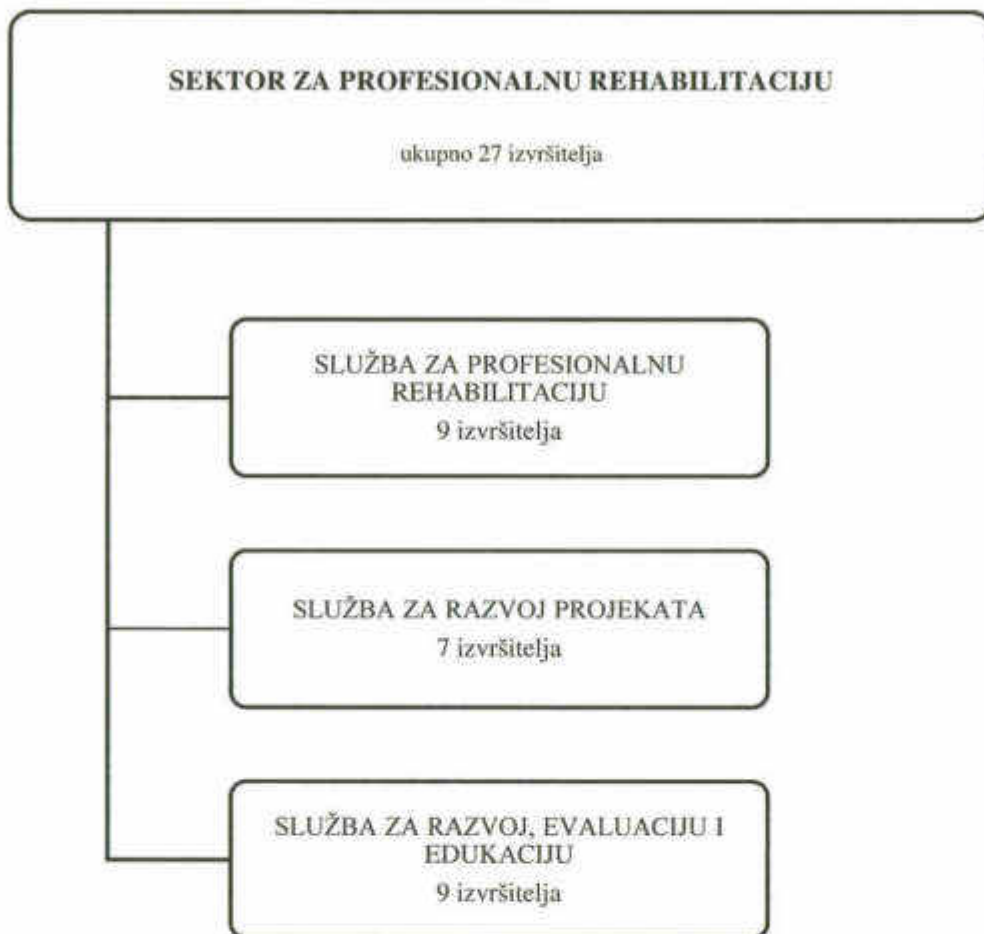 SEKTOR ZA PROFESIONALNU REHABILITACIJU
ukupno 27 izvršitelja
SLUŽBA ZA PROFESIONALNU
REHABILITACIJU
9 izvršitelja
SLUŽBA ZA RAZVOJ PROJEKATA
7 izvršitelja
SLUŽBA ZA RAZVOJ, EVALUACIJU I
EDUKACIJU
9 izvršitelja